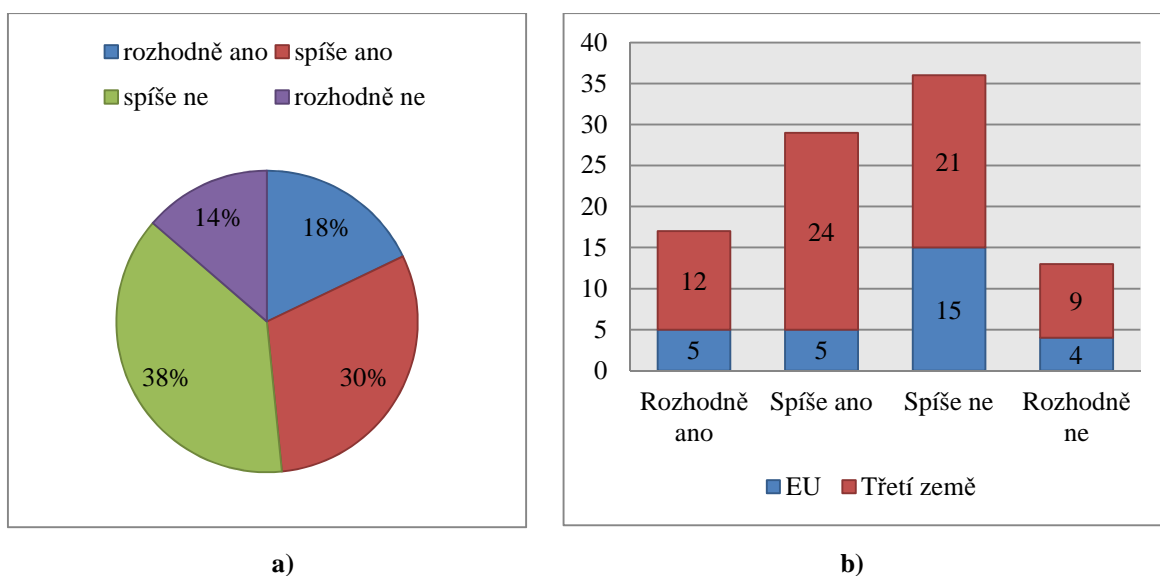 rozhodně ano spíše ano
spíše ne rozhodně ne
14%
18%
38%
30%
a)
40
35
30
25
20
15
10
5
0
12
5
24
5
21
15
9
4
Rozhodně
ano
Spíše ano
Spíše ne
Rozhodně
ne
EU Třetí země
b)